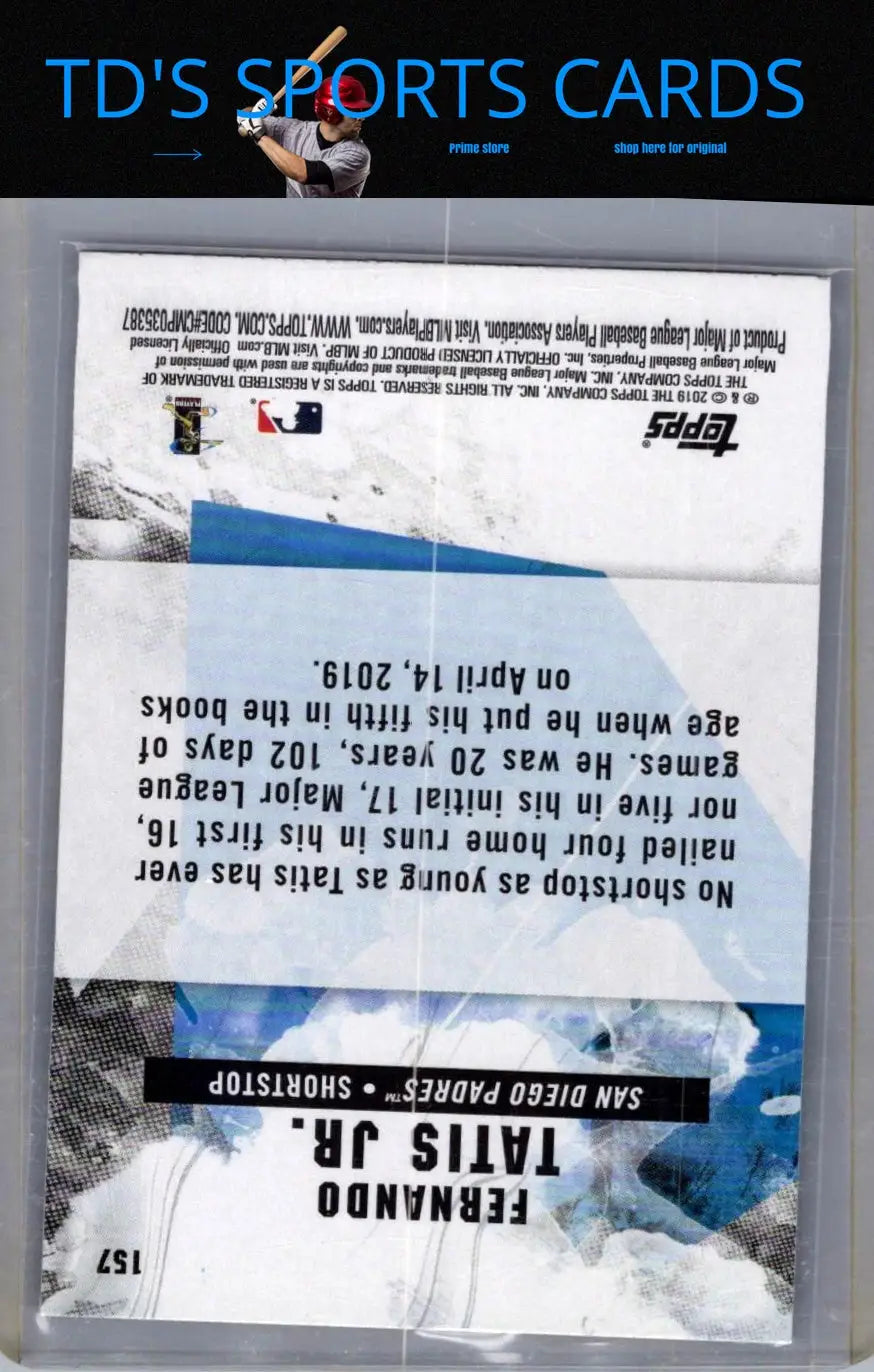 TD'S SPORTS CARDS
Prime store
shop here for original
157
FERNANDO
TATIS JR.
SAN DIEGO PADRES™ • SHORTSTOP
No shortstop as young as Tatis has ever
nailed four home runs in his first 16,
nor five in his initial 17, Major League
games. He was 20 years, 102 days of
age when he put his fifth in the books
on April 14, 2019.
topps®
® & © 2019 THE TOPPS COMPANY, INC. ALL RIGHTS RESERVED. TOPPS IS A REGISTERED TRADEMARK OF
THE TOPPS COMPANY, INC. Major League Baseball trademarks and copyrights are used with permission of
Major League Baseball Properties, Inc. OFFICIALLY LICENSED PRODUCT OF MLBP. Visit MLB.com. Officially Licensed
Product of Major League Baseball Players Association. Visit MLBPlayers.com. WWW.TOPPS.COM. CODE#CMP035387